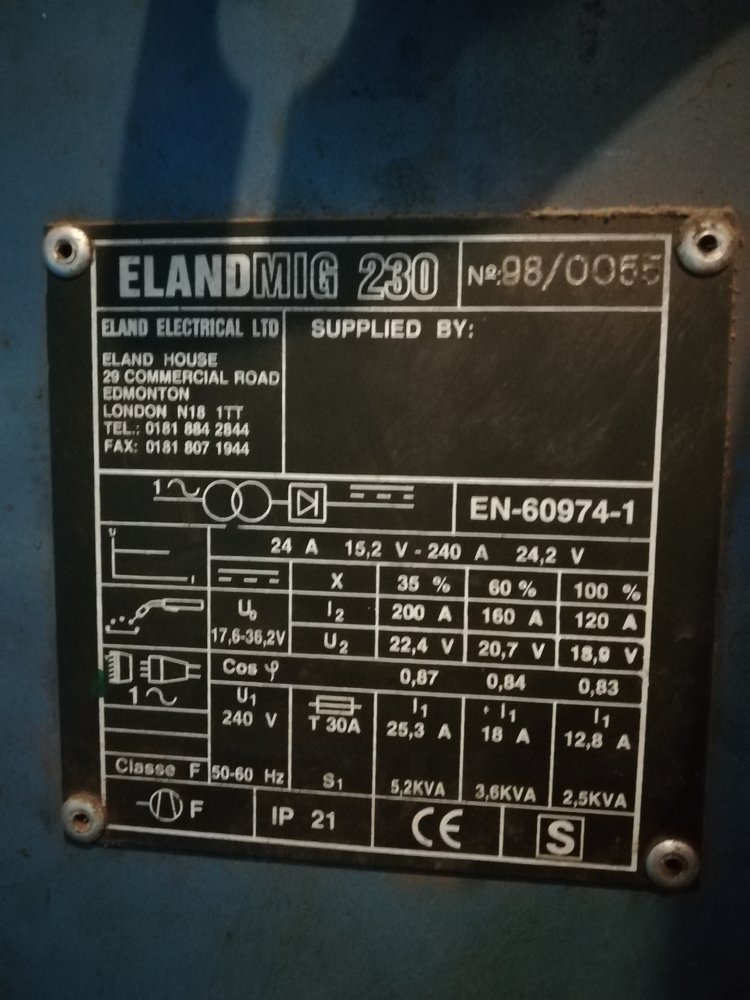 ELANDMIG 230
Nº:98/0055
ELAND ELECTRICAL LTD
ELAND HOUSE
29 COMMERCIAL ROAD
EDMONTON
LONDON N18 1TT
TEL.: 0181 884 2844
FAX: 0181 807 1944
SUPPLIED BY:
1
EN-60974-1
U
I
24 A 15,2 V - 240 A 24,2 V
X 35 % 60 % 100 %
U₀
17,6-36,2V
I₂ 200 A 160 A 120 A
U₂ 22,4 V 20,7 V 18,9 V
1
Cos φ 0,87 0,84 0,83
U₁
240 V
T 30A
I₁
25,3 A
I₁
18 A
I₁
12,8 A
Classe F
50-60 Hz
S₁ 5,2KVA 3,6KVA 2,5KVA
F
IP 21
CE
S